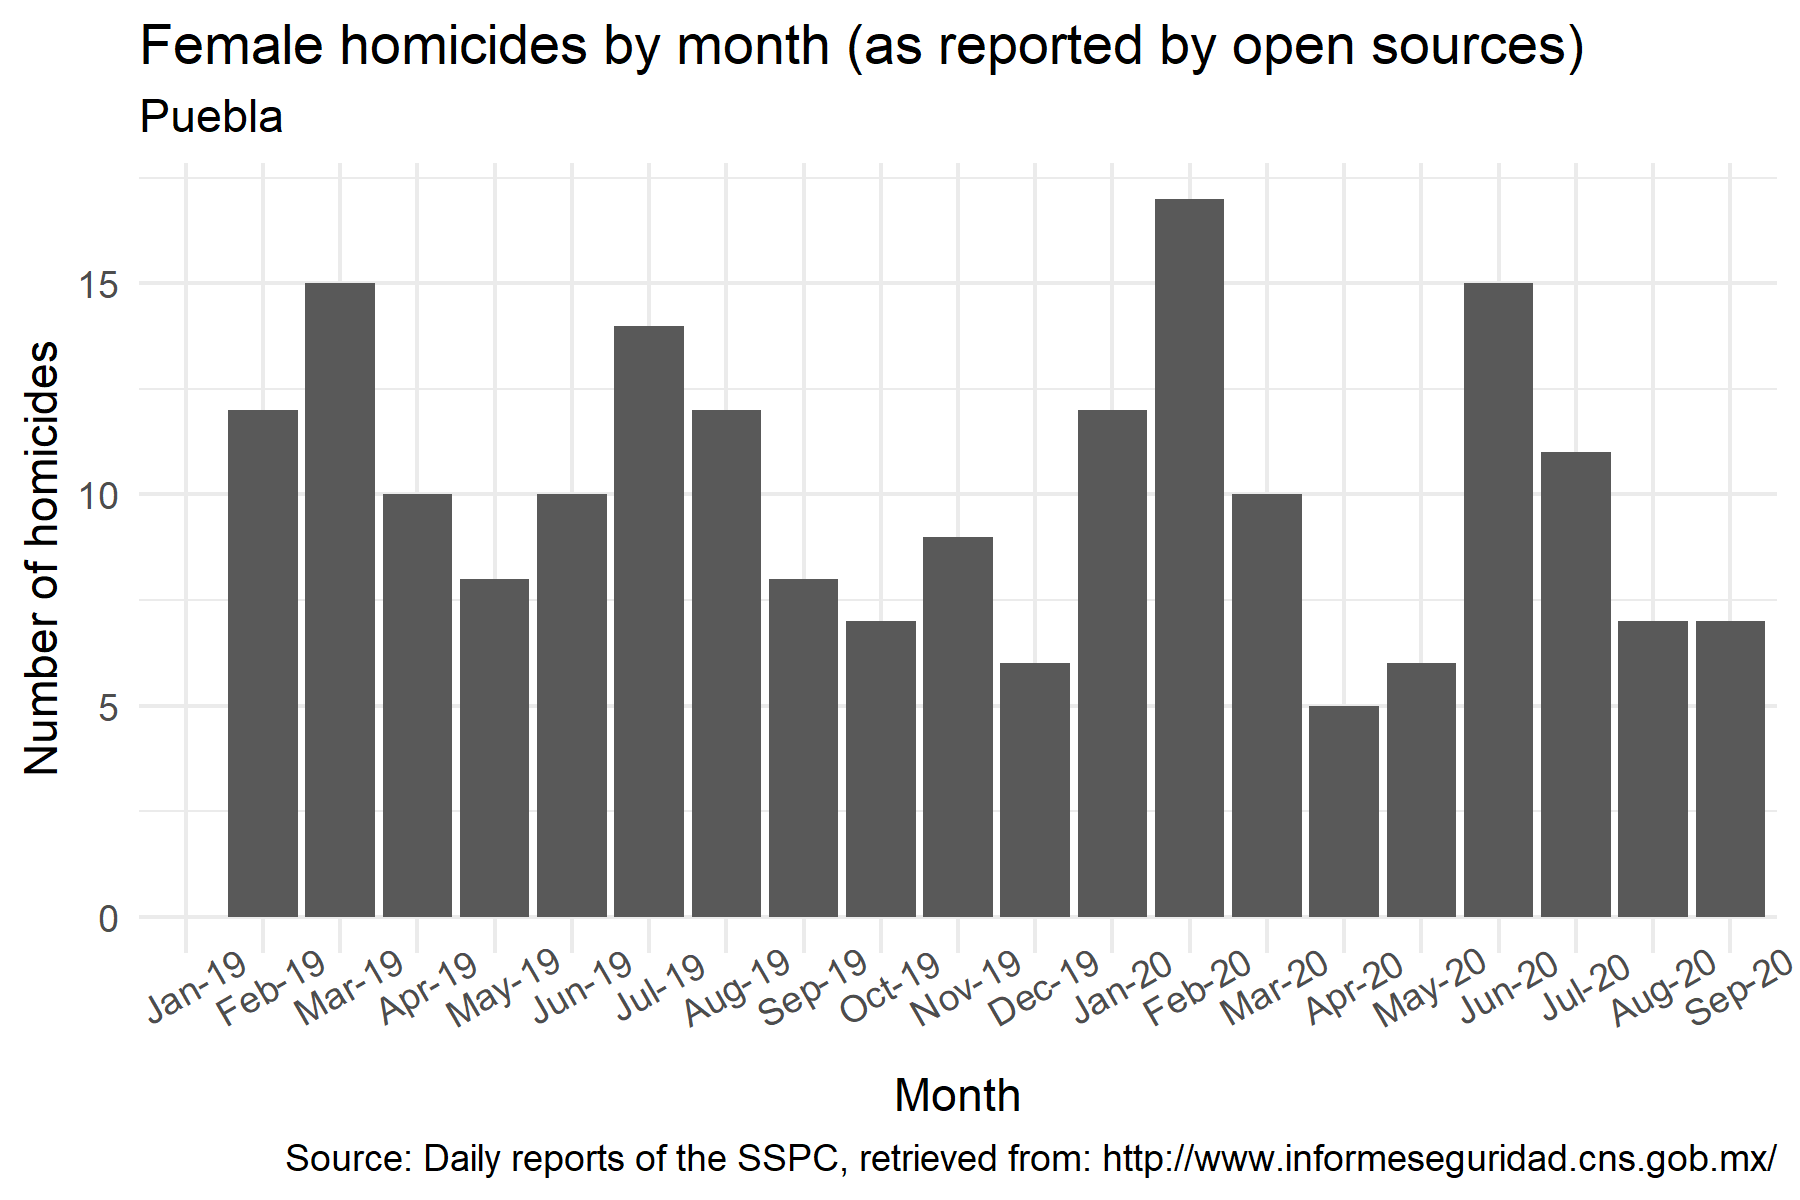 Female homicides by month (as reported by open sources)
Puebla
Number of homicides
15
10
5
0
Jan-19
Feb-19
Mar-19
Apr-19
May-19
Jun-19
Jul-19
Aug-19
Sep-19
Oct-19
Nov-19
Dec-19
Jan-20
Feb-20
Mar-20
Apr-20
May-20
Jun-20
Jul-20
Aug-20
Sep-20
Month
Source: Daily reports of the SSPC, retrieved from: http://www.informeseguridad.cns.gob.mx/